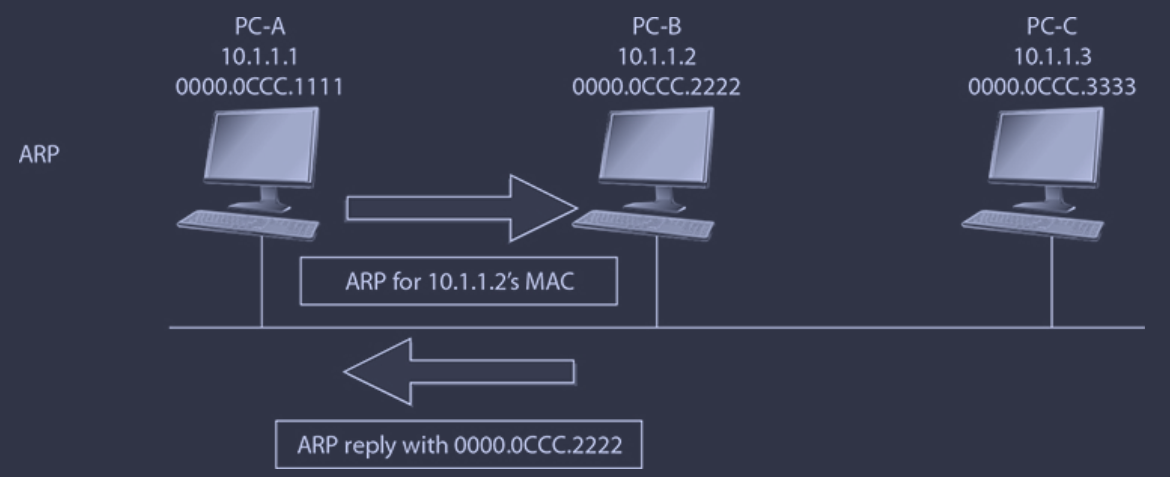 PC-A
10.1.1.1
0000.0CCC.1111
PC-B
10.1.1.2
0000.0CCC.2222
PC-C
10.1.1.3
0000.0CCC.3333
ARP
ARP for 10.1.1.2's MAC
ARP reply with 0000.0CCC.2222